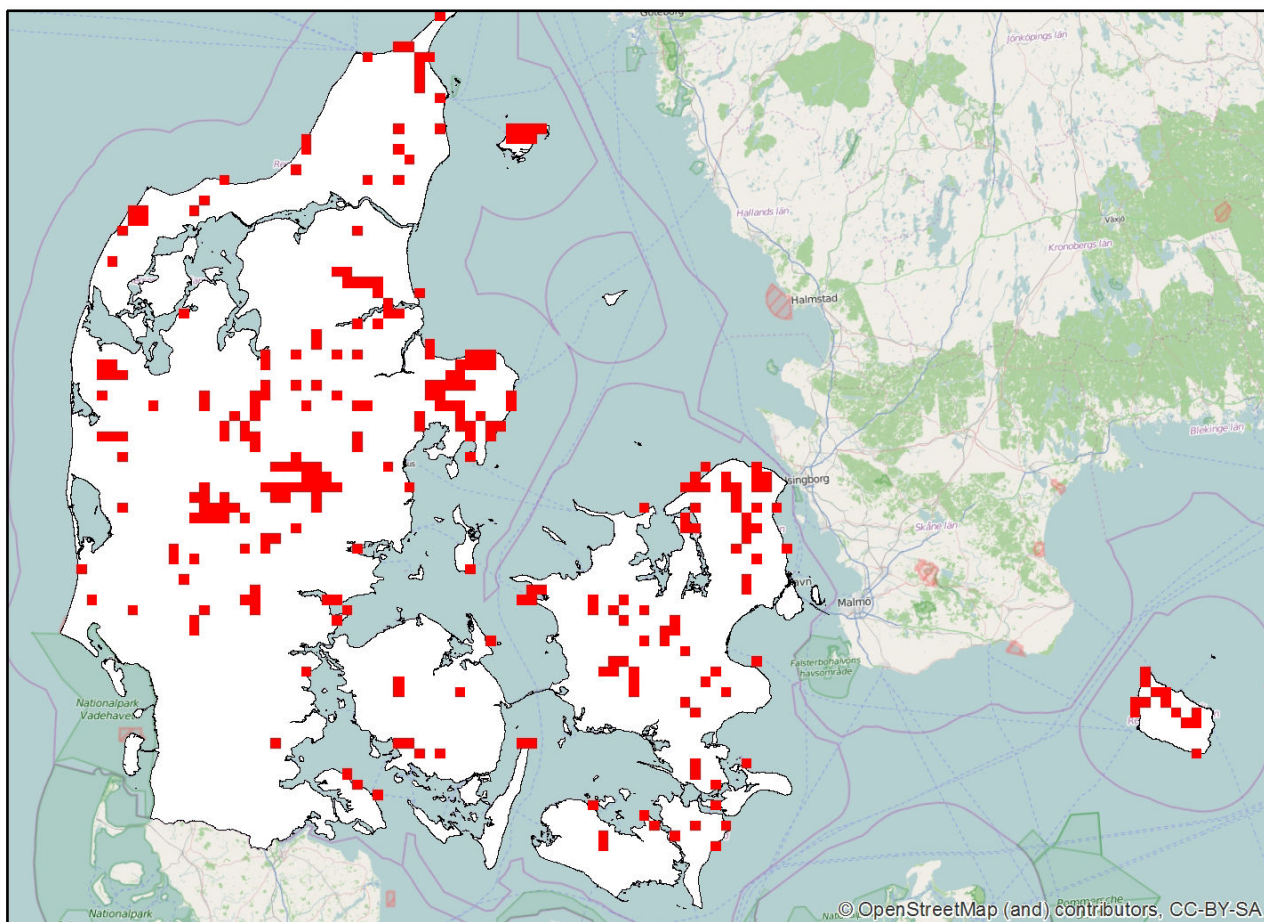 Göteborg
Jönköpings län
Hallands län
Växjö
Kronobergs län
Halmstad
Blekinge län
Skåne län
Malmö
Falsterbohalvöns
havsområde
Nationalpark
Vadehavet
Nationalpark
© OpenStreetMap (and) contributors, CC-BY-SA